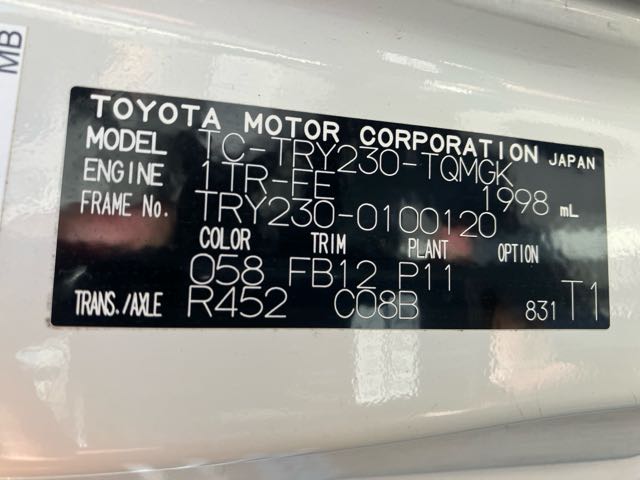 MB
TOYOTA MOTOR CORPORATION JAPAN
MODEL TC-TRY230-TQMGK
ENGINE 1TR-FE 1998 mL
FRAME No. TRY230-0100120
COLOR TRIM PLANT OPTION
058 FB12 P11
TRANS./AXLE R452 C08B 831 T1